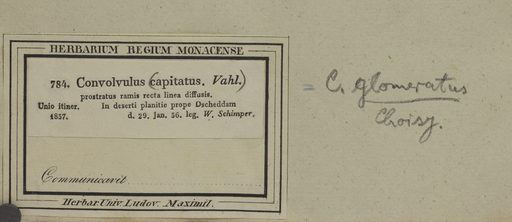 HERBARIUM REGIUM MONACENSE
784. Convolvulus (capitatus. Vahl.)
prostratus ramis recta linea diffusis.
Unio itiner. In deserti planitie prope Dscheddam
1837. d. 29. Jan. 36. leg. W. Schimper.
Communicavit
Herbar. Univ. Ludov. Maximil.
= C. glomeratus
Choisy.